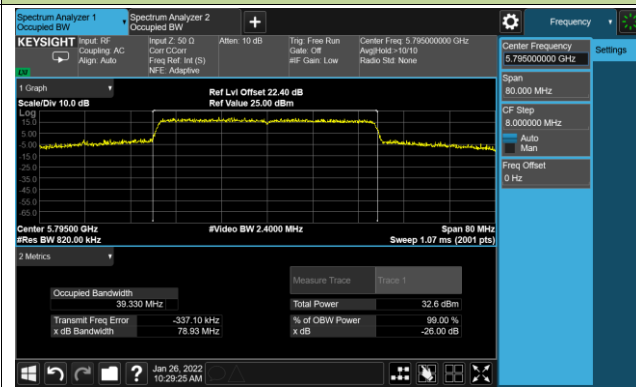 Spectrum Analyzer 1
Occupied BW
Spectrum Analyzer 2
Occupied BW
+
Frequency
KEYSIGHT
Input: RF
Coupling: AC
Align: Auto
Input Z: 50 Ω
Corr CCorr
Freq Ref: Int (S)
NFE: Adaptive
Atten: 10 dB
Trig: Free Run
Gate: Off
#IF Gain: Low
Center Freq: 5.795000000 GHz
Avg|Hold:>10/10
Radio Std: None
Center Frequency
5.795000000 GHz
Settings
Span
80.000 MHz
CF Step
8.000000 MHz
Auto
Man
Freq Offset
0 Hz
1 Graph
Scale/Div 10.0 dB
Ref Lvl Offset 22.40 dB
Ref Value 25.00 dBm
Log
15.0
5.00
-5.00
-15.0
-25.0
-35.0
-45.0
-55.0
-65.0
Center 5.79500 GHz
#Video BW 2.4000 MHz
Span 80 MHz
#Res BW 820.00 kHz
Sweep 1.07 ms (2001 pts)
2 Metrics
Measure Trace
Trace 1
Occupied Bandwidth
39.330 MHz
Total Power
32.6 dBm
Transmit Freq Error
-337.10 kHz
% of OBW Power
99.00 %
x dB Bandwidth
78.93 MHz
x dB
-26.00 dB
?
Jan 26, 2022
10:29:25 AM